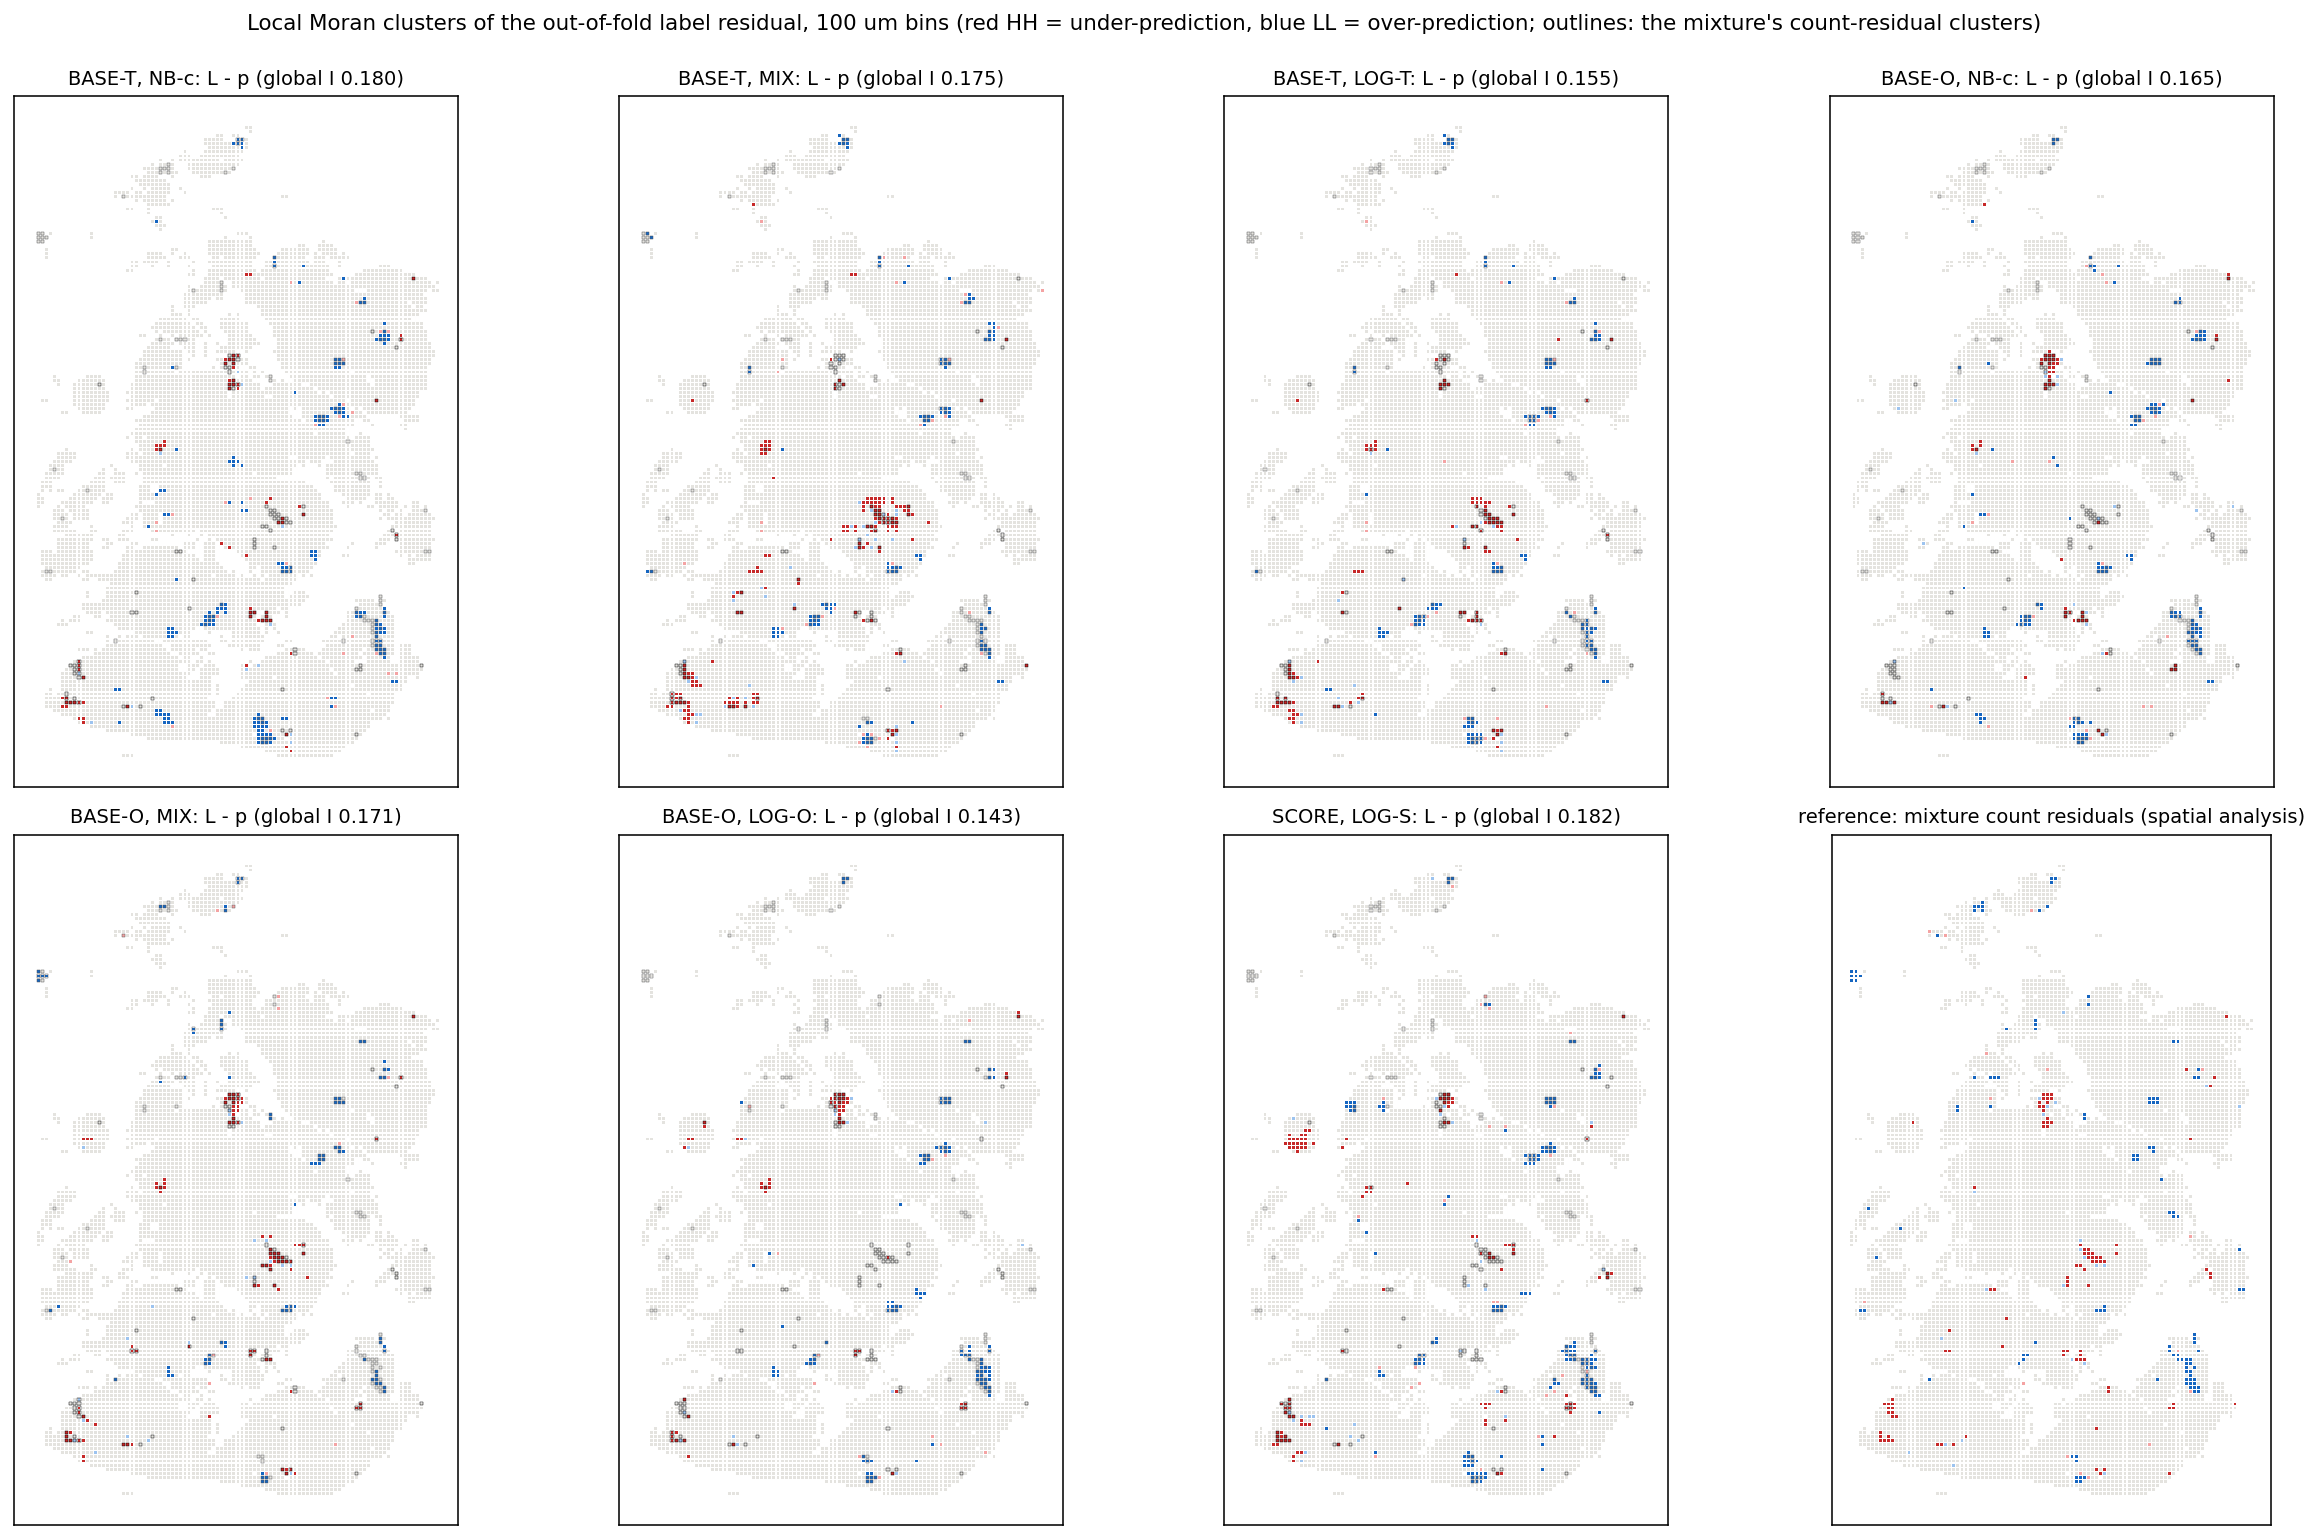 Local Moran clusters of the out-of-fold label residual, 100 um bins (red HH = under-prediction, blue LL = over-prediction; outlines: the mixture's count-residual clusters)
BASE-T, NB-c: L - p (global I 0.180)
BASE-T, MIX: L - p (global I 0.175)
BASE-T, LOG-T: L - p (global I 0.155)
BASE-O, NB-c: L - p (global I 0.165)
BASE-O, MIX: L - p (global I 0.171)
BASE-O, LOG-O: L - p (global I 0.143)
SCORE, LOG-S: L - p (global I 0.182)
reference: mixture count residuals (spatial analysis)